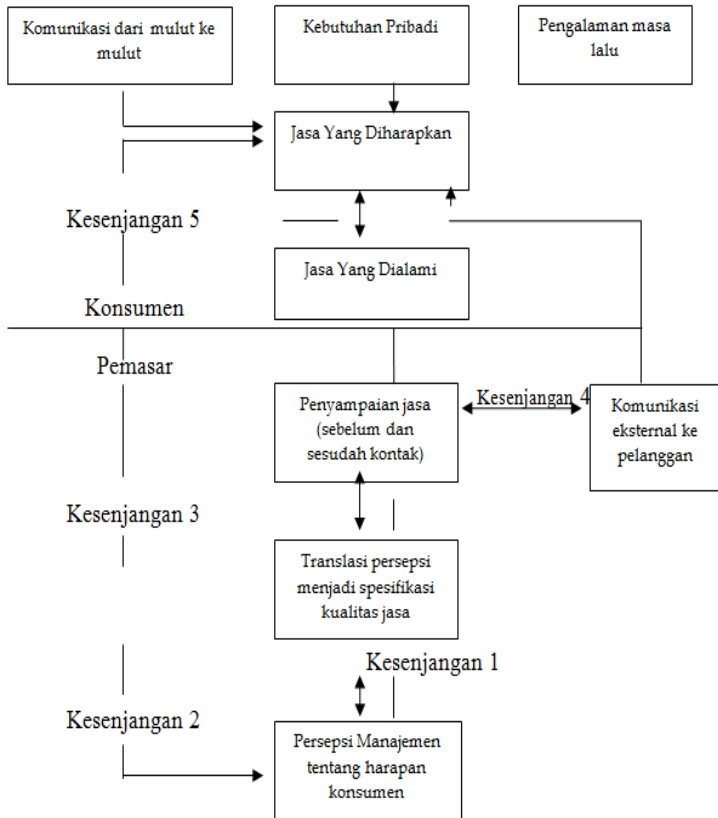 Komunikasi dari mulut ke
mulut
Kebutuhan Pribadi
Pengalaman masa
lalu
Jasa Yang Diharapkan
Kesenjangan 5
Jasa Yang Dialami
Konsumen
Pemasar
Penyampaian jasa
(sebelum dan
sesudah kontak)
Kesenjangan 4
Komunikasi
eksternal ke
pelanggan
Kesenjangan 3
Translasi persepsi
menjadi spesifikasi
kualitas jasa
Kesenjangan 1
Kesenjangan 2
Persepsi Manajemen
tentang harapan
konsumen